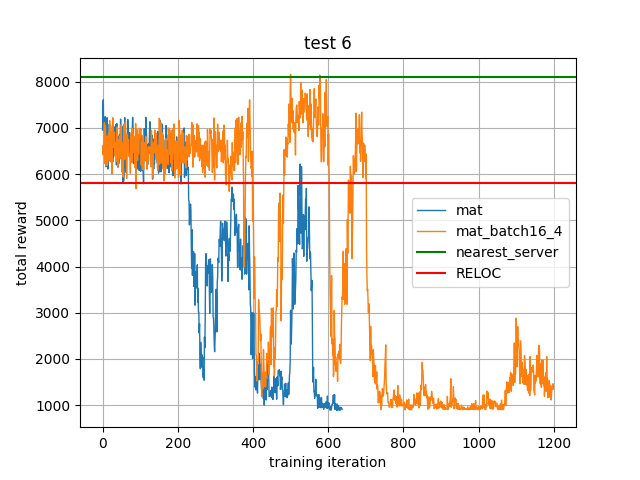 test 6
total reward
8000
7000
6000
5000
4000
3000
2000
1000
mat
mat_batch16_4
nearest_server
RELOC
0 200 400 600 800 1000 1200
training iteration